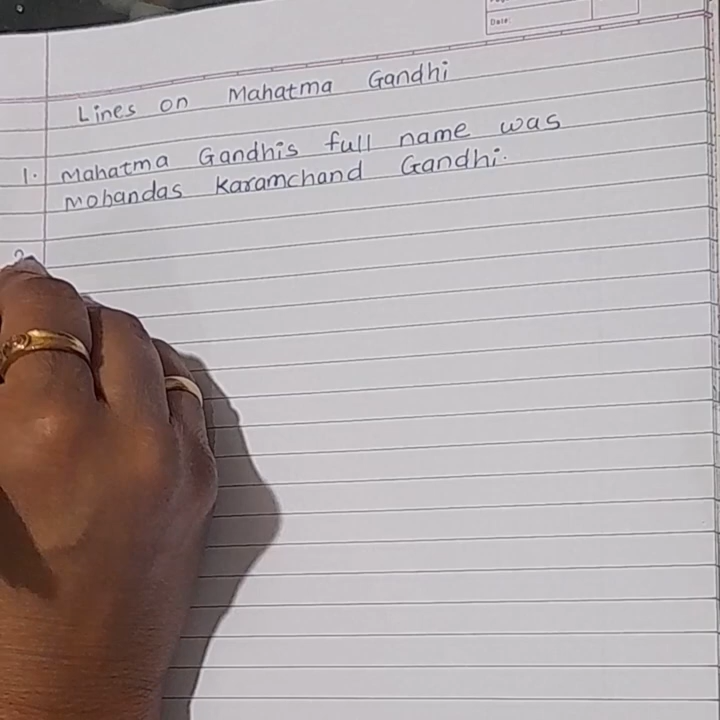 Date:
Lines on Mahatma Gandhi
1. Mahatma Gandhis full name was
Mohandas Karamchand Gandhi.
2